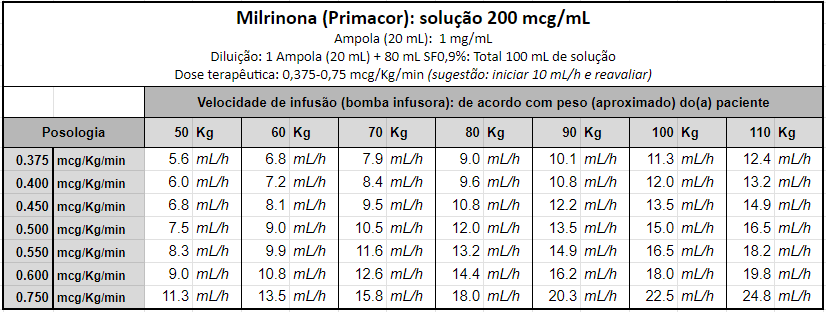 Milrinona (Primacor): solução 200 mcg/mL
Ampola (20 mL): 1 mg/mL
Diluição: 1 Ampola (20 mL) + 80 mL SF0,9%: Total 100 mL de solução
Dose terapêutica: 0,375-0,75 mcg/Kg/min (sugestão: iniciar 10 mL/h e reavaliar)
Velocidade de infusão (bomba infusora): de acordo com peso (aproximado) do(a) paciente
Posologia 50 Kg 60 Kg 70 Kg 80 Kg 90 Kg 100 Kg 110 Kg
0.375 mcg/Kg/min 5.6 mL/h 6.8 mL/h 7.9 mL/h 9.0 mL/h 10.1 mL/h 11.3 mL/h 12.4 mL/h
0.400 mcg/Kg/min 6.0 mL/h 7.2 mL/h 8.4 mL/h 9.6 mL/h 10.8 mL/h 12.0 mL/h 13.2 mL/h
0.450 mcg/Kg/min 6.8 mL/h 8.1 mL/h 9.5 mL/h 10.8 mL/h 12.2 mL/h 13.5 mL/h 14.9 mL/h
0.500 mcg/Kg/min 7.5 mL/h 9.0 mL/h 10.5 mL/h 12.0 mL/h 13.5 mL/h 15.0 mL/h 16.5 mL/h
0.550 mcg/Kg/min 8.3 mL/h 9.9 mL/h 11.6 mL/h 13.2 mL/h 14.9 mL/h 16.5 mL/h 18.2 mL/h
0.600 mcg/Kg/min 9.0 mL/h 10.8 mL/h 12.6 mL/h 14.4 mL/h 16.2 mL/h 18.0 mL/h 19.8 mL/h
0.750 mcg/Kg/min 11.3 mL/h 13.5 mL/h 15.8 mL/h 18.0 mL/h 20.3 mL/h 22.5 mL/h 24.8 mL/h